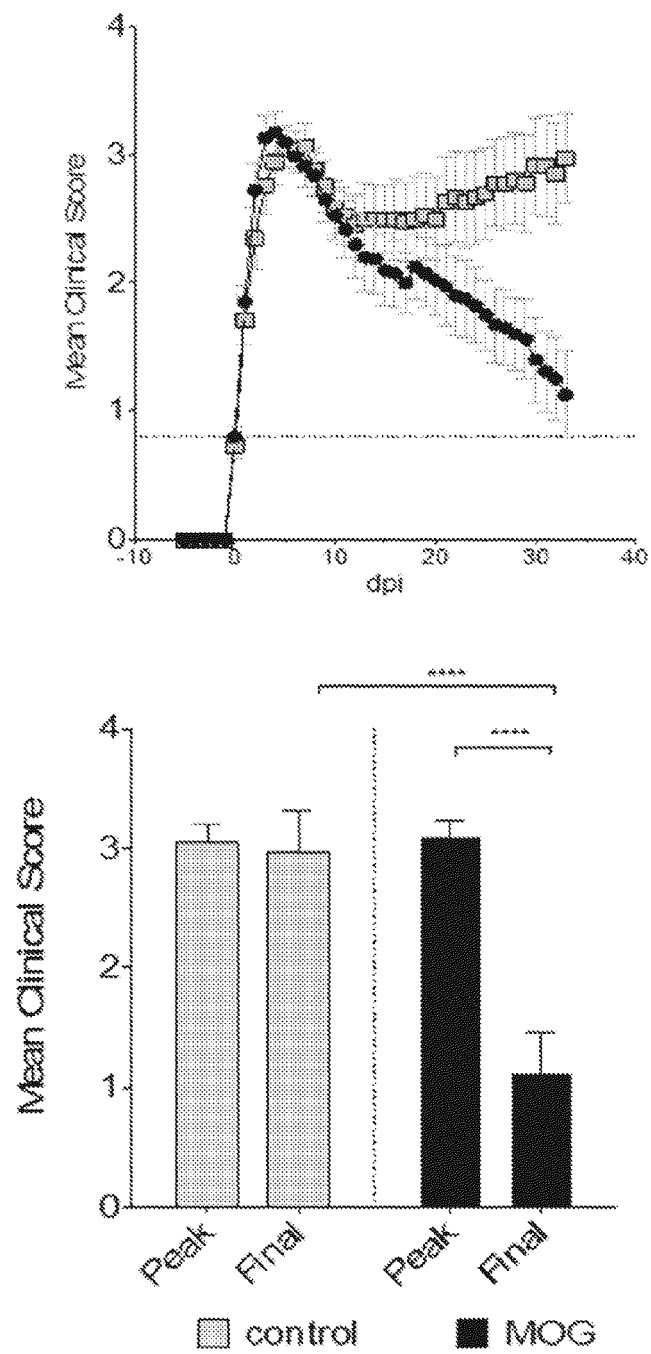 4
3
2
1
0
Mean Clinical Score
-10 0 10 20 30 40
dpi
****
****
4
3
2
1
0
Mean Clinical Score
Peak Final Peak Final
control MOG